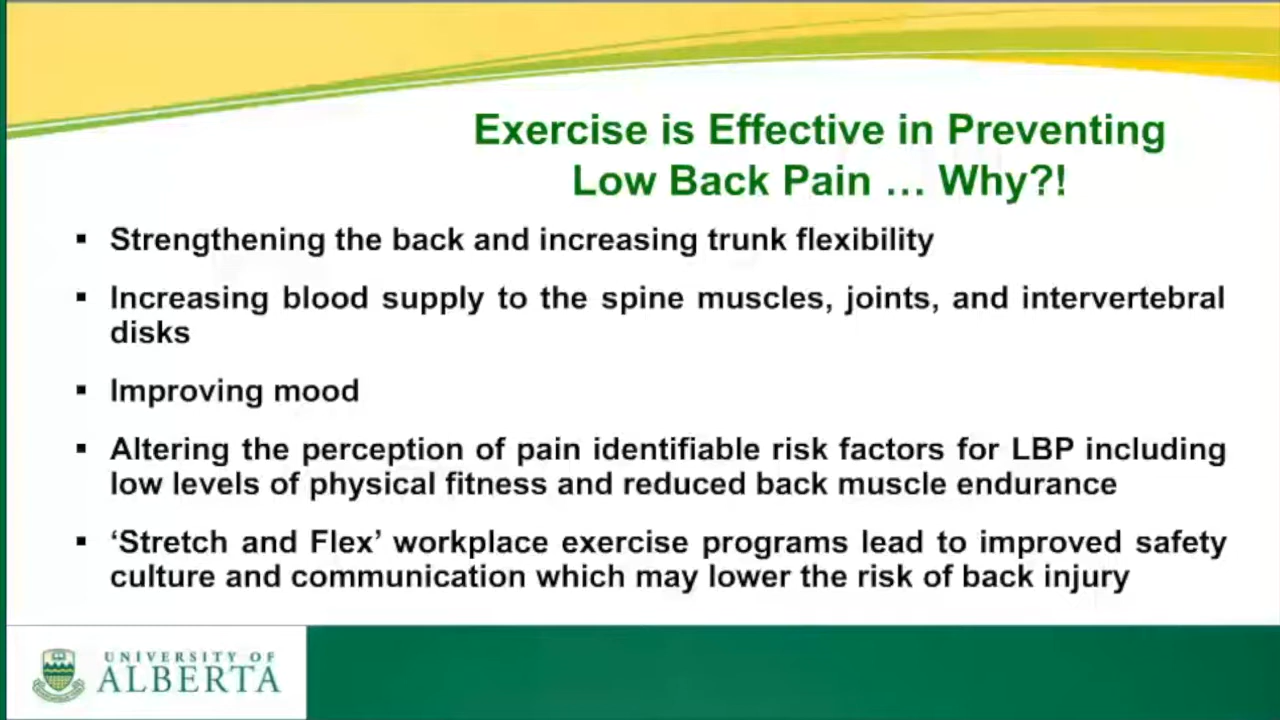 Exercise is Effective in Preventing
Low Back Pain … Why?!
▪ Strengthening the back and increasing trunk flexibility
▪ Increasing blood supply to the spine muscles, joints, and intervertebral
disks
▪ Improving mood
▪ Altering the perception of pain identifiable risk factors for LBP including
low levels of physical fitness and reduced back muscle endurance
▪ ‘Stretch and Flex’ workplace exercise programs lead to improved safety
culture and communication which may lower the risk of back injury
UNIVERSITY OF
ALBERTA